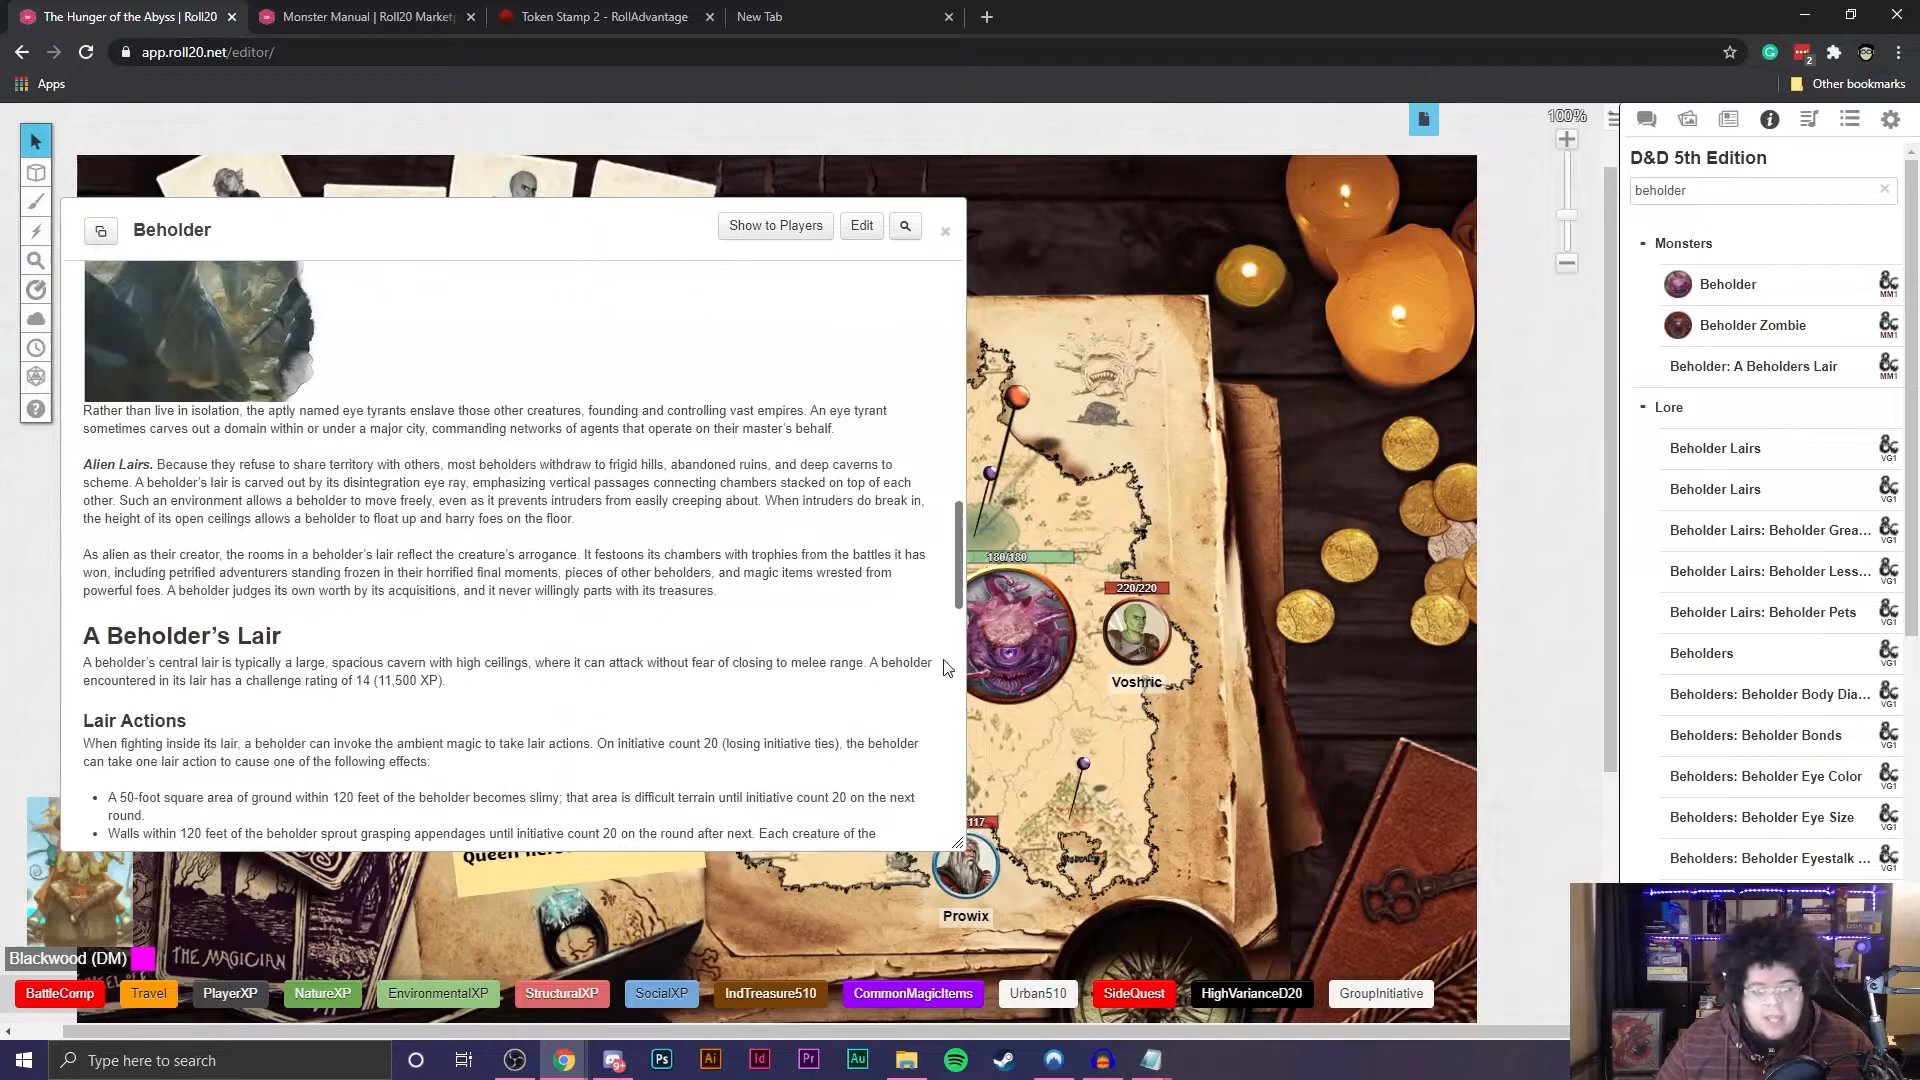 The Hunger of the Abyss | Roll20
Monster Manual | Roll20 Marketp
Token Stamp 2 - RollAdvantage
New Tab
app.roll20.net/editor/
Apps
Other bookmarks
100%
Beholder
Show to Players
Edit
Rather than live in isolation, the aptly named eye tyrants enslave those other creatures, founding and controlling vast empires. An eye tyrant
sometimes carves out a domain within or under a major city, commanding networks of agents that operate on their master's behalf.
Alien Lairs. Because they refuse to share territory with others, most beholders withdraw to frigid hills, abandoned ruins, and deep caverns to
scheme. A beholder's lair is carved out by its disintegration eye ray, emphasizing vertical passages connecting chambers stacked on top of each
other. Such an environment allows a beholder to move freely, even as it prevents intruders from easily creeping about. When intruders do break in,
the height of its open ceilings allows a beholder to float up and harry foes on the floor.
As alien as their creator, the rooms in a beholder's lair reflect the creature's arrogance. It festoons its chambers with trophies from the battles it has
won, including petrified adventurers standing frozen in their horrified final moments, pieces of other beholders, and magic items wrested from
powerful foes. A beholder judges its own worth by its acquisitions, and it never willingly parts with its treasures.
A Beholder's Lair
A beholder's central lair is typically a large, spacious cavern with high ceilings, where it can attack without fear of closing to melee range. A beholder
encountered in its lair has a challenge rating of 14 (11,500 XP).
Lair Actions
When fighting inside its lair, a beholder can invoke the ambient magic to take lair actions. On initiative count 20 (losing initiative ties), the beholder
can take one lair action to cause one of the following effects:
• A 50-foot square area of ground within 120 feet of the beholder becomes slimy; that area is difficult terrain until initiative count 20 on the next
round.
• Walls within 120 feet of the beholder sprout grasping appendages until initiative count 20 on the round after next. Each creature of the
180/180
220/220
Voshric
117
Prowix
Queen
THE MAGICIAN
Blackwood (DM)
BattleComp
Travel
PlayerXP
NatureXP
EnvironmentalXP
StructuralXP
SocialXP
IndTreasure510
CommonMagicItems
Urban510
SideQuest
HighVarianceD20
GroupInitiative
D&D 5th Edition
beholder
- Monsters
Beholder MM1
Beholder Zombie MM1
Beholder: A Beholders Lair MM1
- Lore
Beholder Lairs VG1
Beholder Lairs VG1
Beholder Lairs: Beholder Grea... VG1
Beholder Lairs: Beholder Less... VG1
Beholder Lairs: Beholder Pets VG1
Beholders VG1
Beholders: Beholder Body Dia... VG1
Beholders: Beholder Bonds VG1
Beholders: Beholder Eye Color VG1
Beholders: Beholder Eye Size VG1
Beholders: Beholder Eyestalk ... VG1
Type here to search
Ps
Ai
Id
Pr
Au